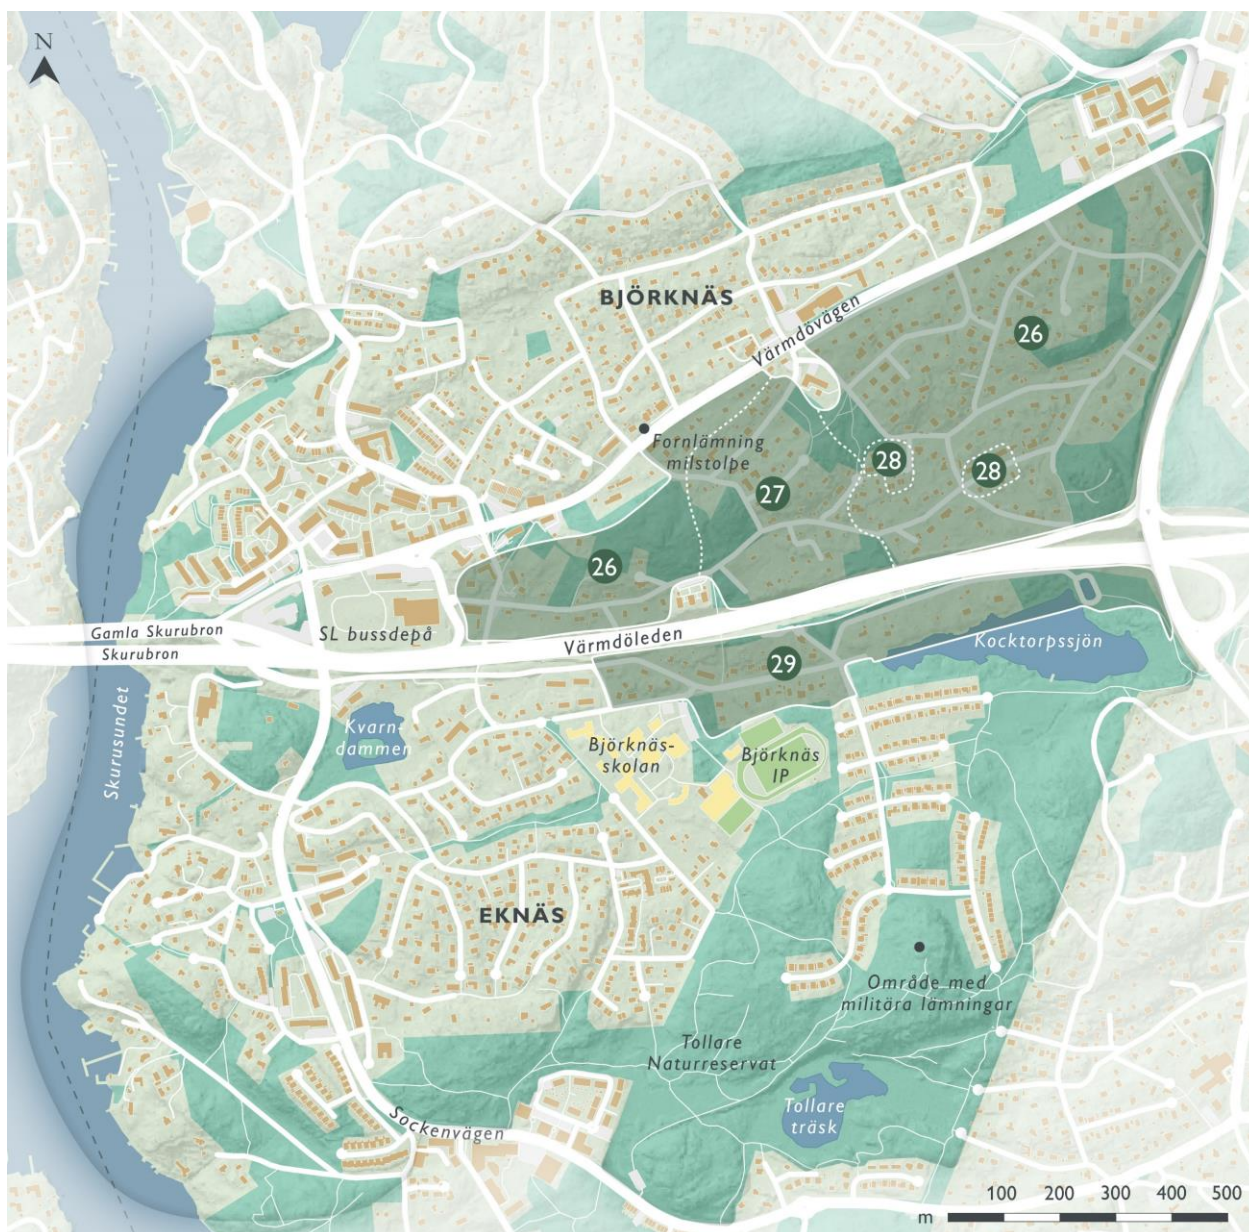 N
BJÖRKNÄS
Värmdövägen
26
Fornlämning
milstolpe
28
28
27
26
Gamla Skurubron
Skurubron
SL bussdepå
Värmdöleden
Kocktorpssjön
29
Skurusundet
Kvarn-
dammen
Björknäs-
skolan
Björknäs
IP
EKNÄS
Område med
militära lämningar
Tollare
Naturreservat
Tollare
träsk
Sockenvägen
100 200 300 400 500
m